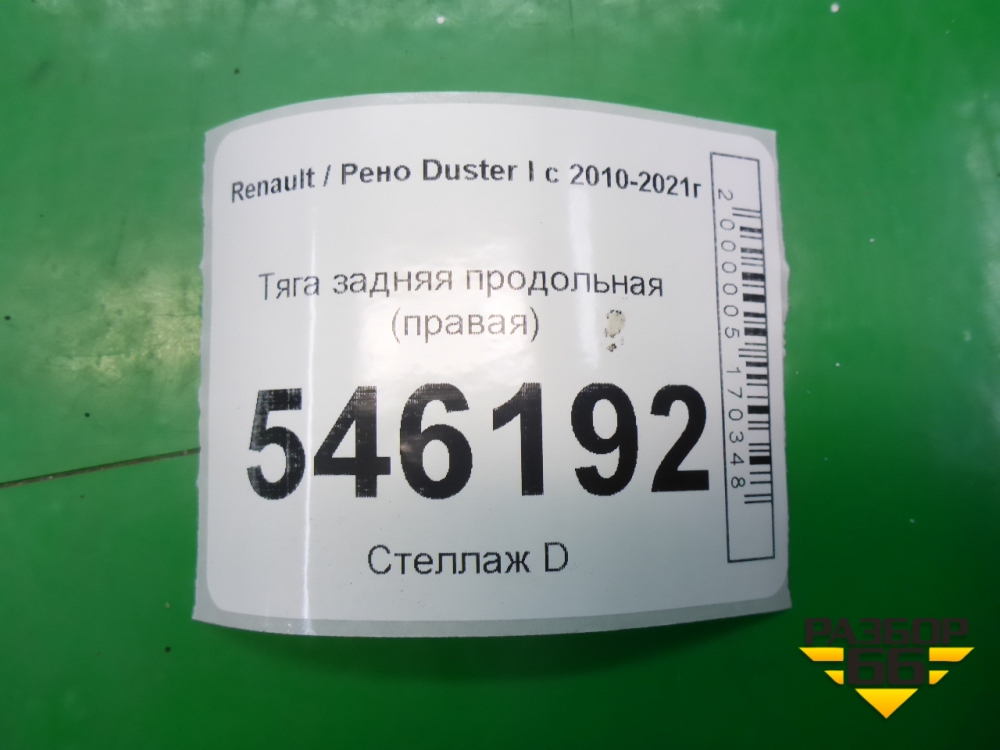 Renault / Рено Duster I с 2010-2021г
Тяга задняя продольная
(правая)
546192
Стеллаж D
2000005170348
РАЗБОР
66